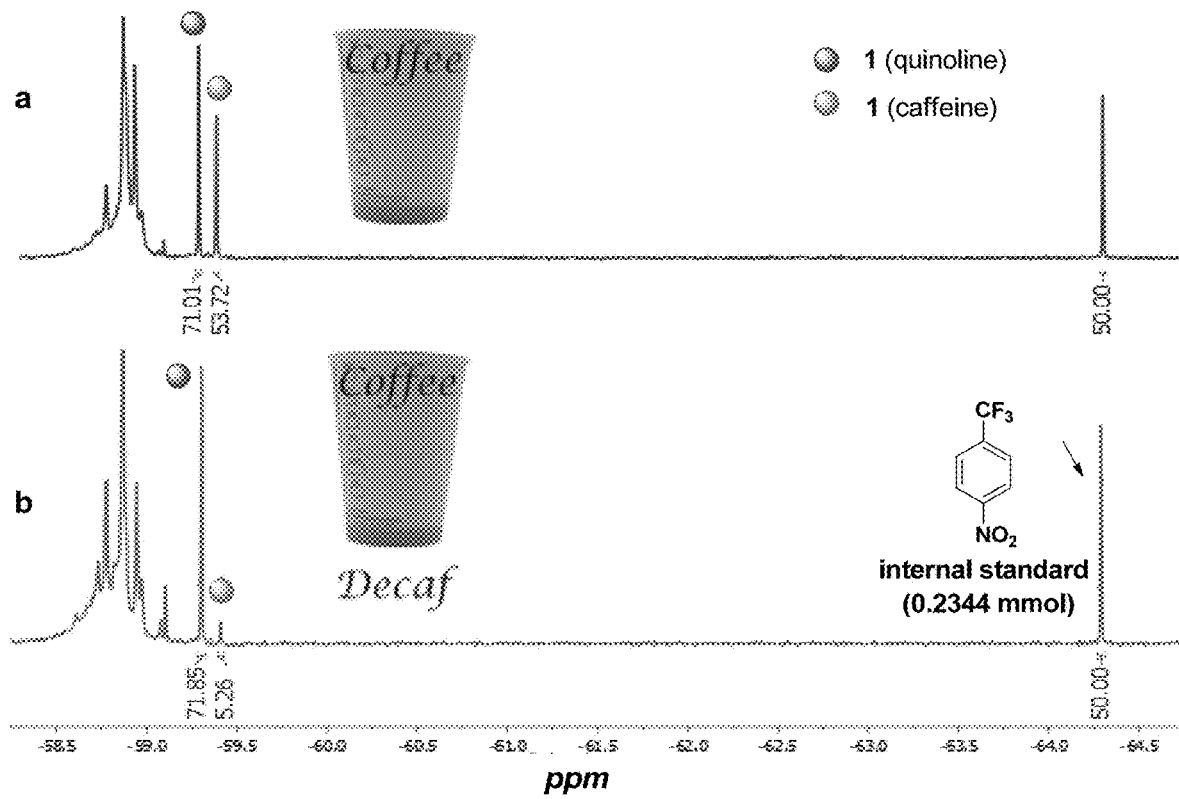 Coffee
1 (quinoline)
1 (caffeine)
a
71.01
53.72
50.00
Coffee
b
CF3
NO2
internal standard
(0.2344 mmol)
Decaf
71.85
5.26
50.00
-58.5 -59.0 -59.5 -60.0 -60.5 -61.0 -61.5 -62.0 -62.5 -63.0 -63.5 -64.0 -64.5
ppm